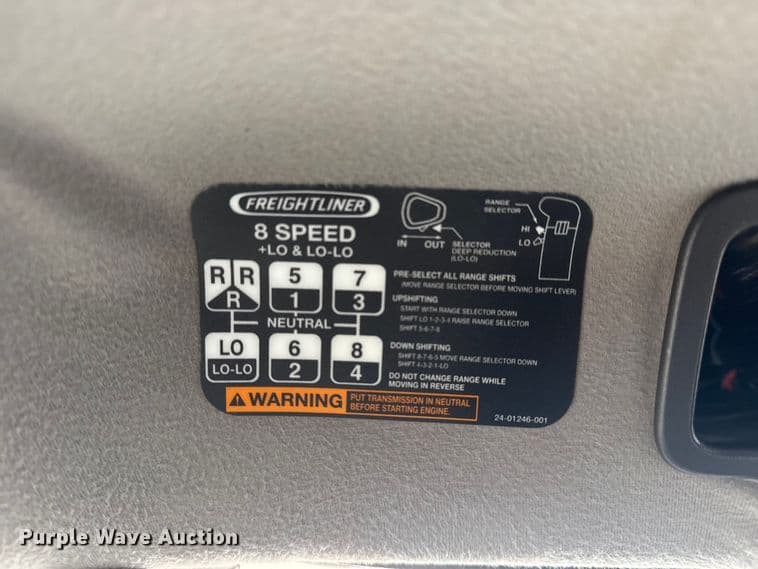 FREIGHTLINER
8 SPEED
+LO & LO-LO
R R 5 7
R 1 3
NEUTRAL
LO 6 8
LO-LO 2 4
RANGE
SELECTOR
HI
LO
IN OUT SELECTOR
DEEP REDUCTION
(LO-LO)
PRE-SELECT ALL RANGE SHIFTS
(MOVE RANGE SELECTOR BEFORE MOVING SHIFT LEVER)
UPSHIFTING
START WITH RANGE SELECTOR DOWN
SHIFT LO 1-2-3-4 RAISE RANGE SELECTOR
SHIFT 5-6-7-8
DOWN SHIFTING
SHIFT 8-7-6-5 MOVE RANGE SELECTOR DOWN
SHIFT 4-3-2-1-LO
DO NOT CHANGE RANGE WHILE
MOVING IN REVERSE
WARNING PUT TRANSMISSION IN NEUTRAL
BEFORE STARTING ENGINE.
24-01246-001
Purple Wave Auction